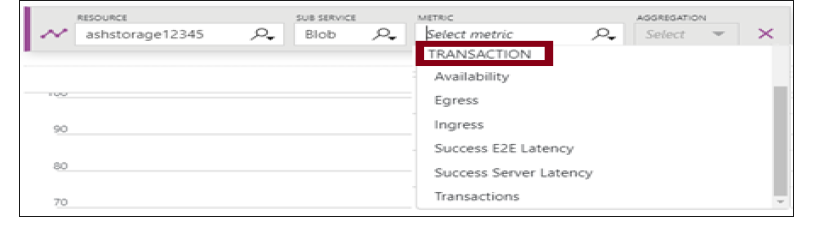 RESOURCE SUB SERVICE METRIC AGGREGATION
ashstorage12345 Blob Select metric Select
TRANSACTION
Availability
Egress
Ingress
Success E2E Latency
Success Server Latency
Transactions
100
90
80
70